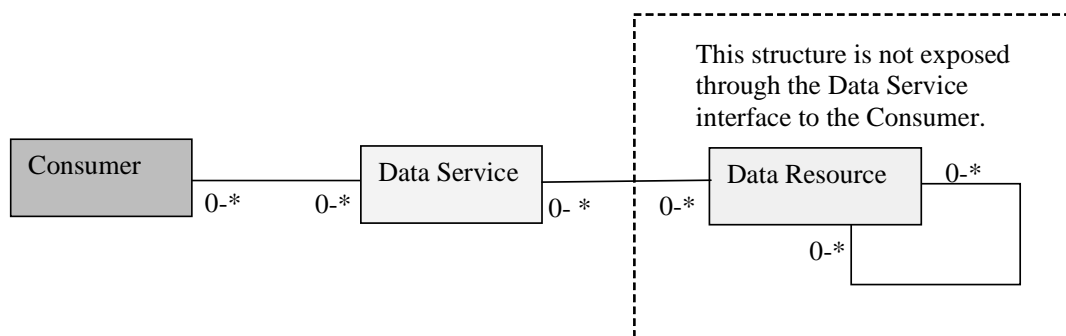 This structure is not exposed
through the Data Service
interface to the Consumer.
Consumer
Data Service
Data Resource
0-*
0-*
0-*
0- *
0-*
0-*